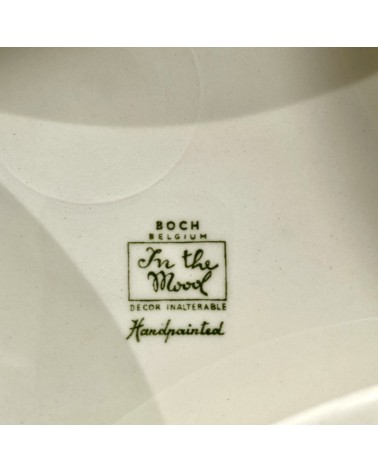 BOCH
BELGIUM
In the
Mood
DECOR INALTERABLE
Handpainted